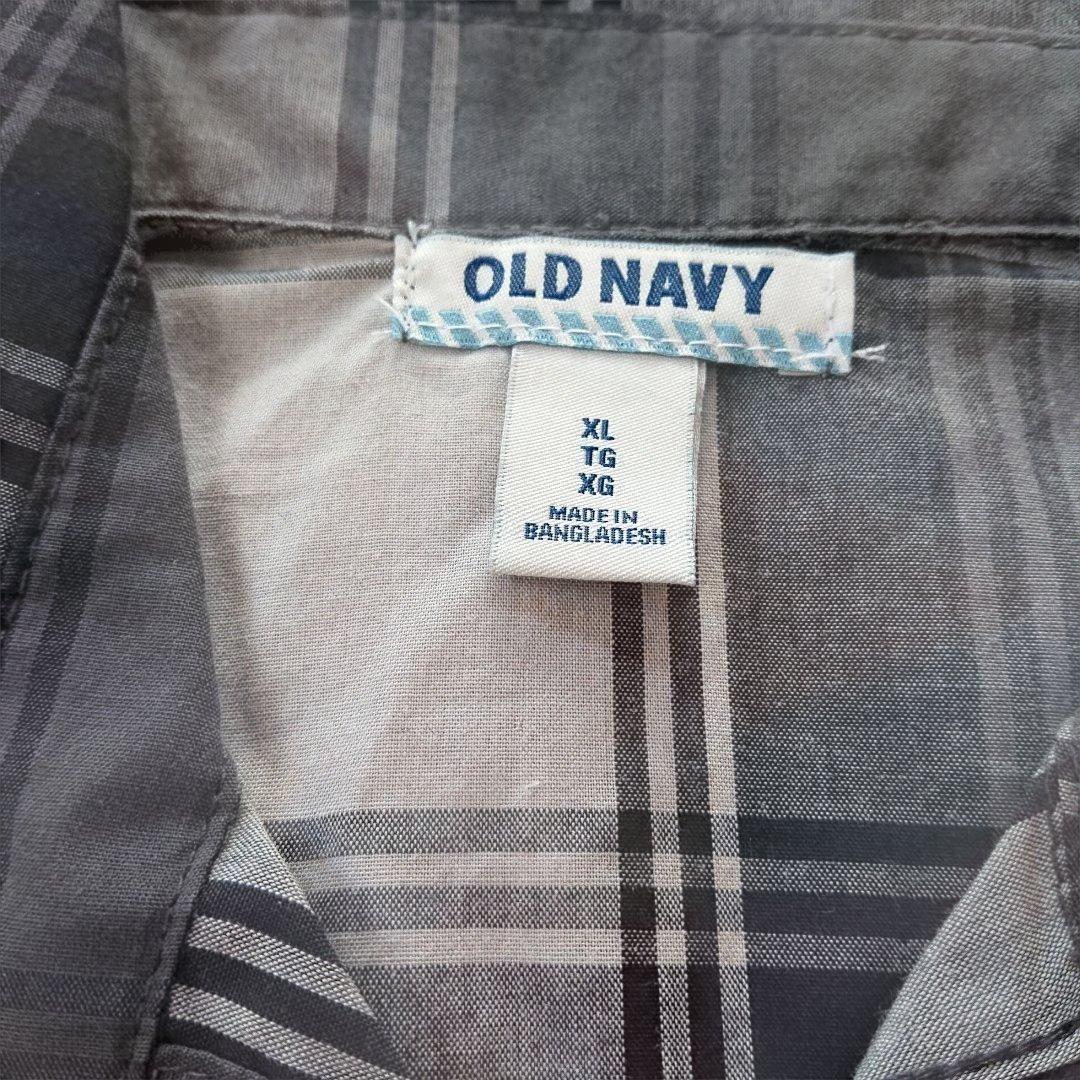 OLD NAVY
XL
TG
XG
MADE IN
BANGLADESH